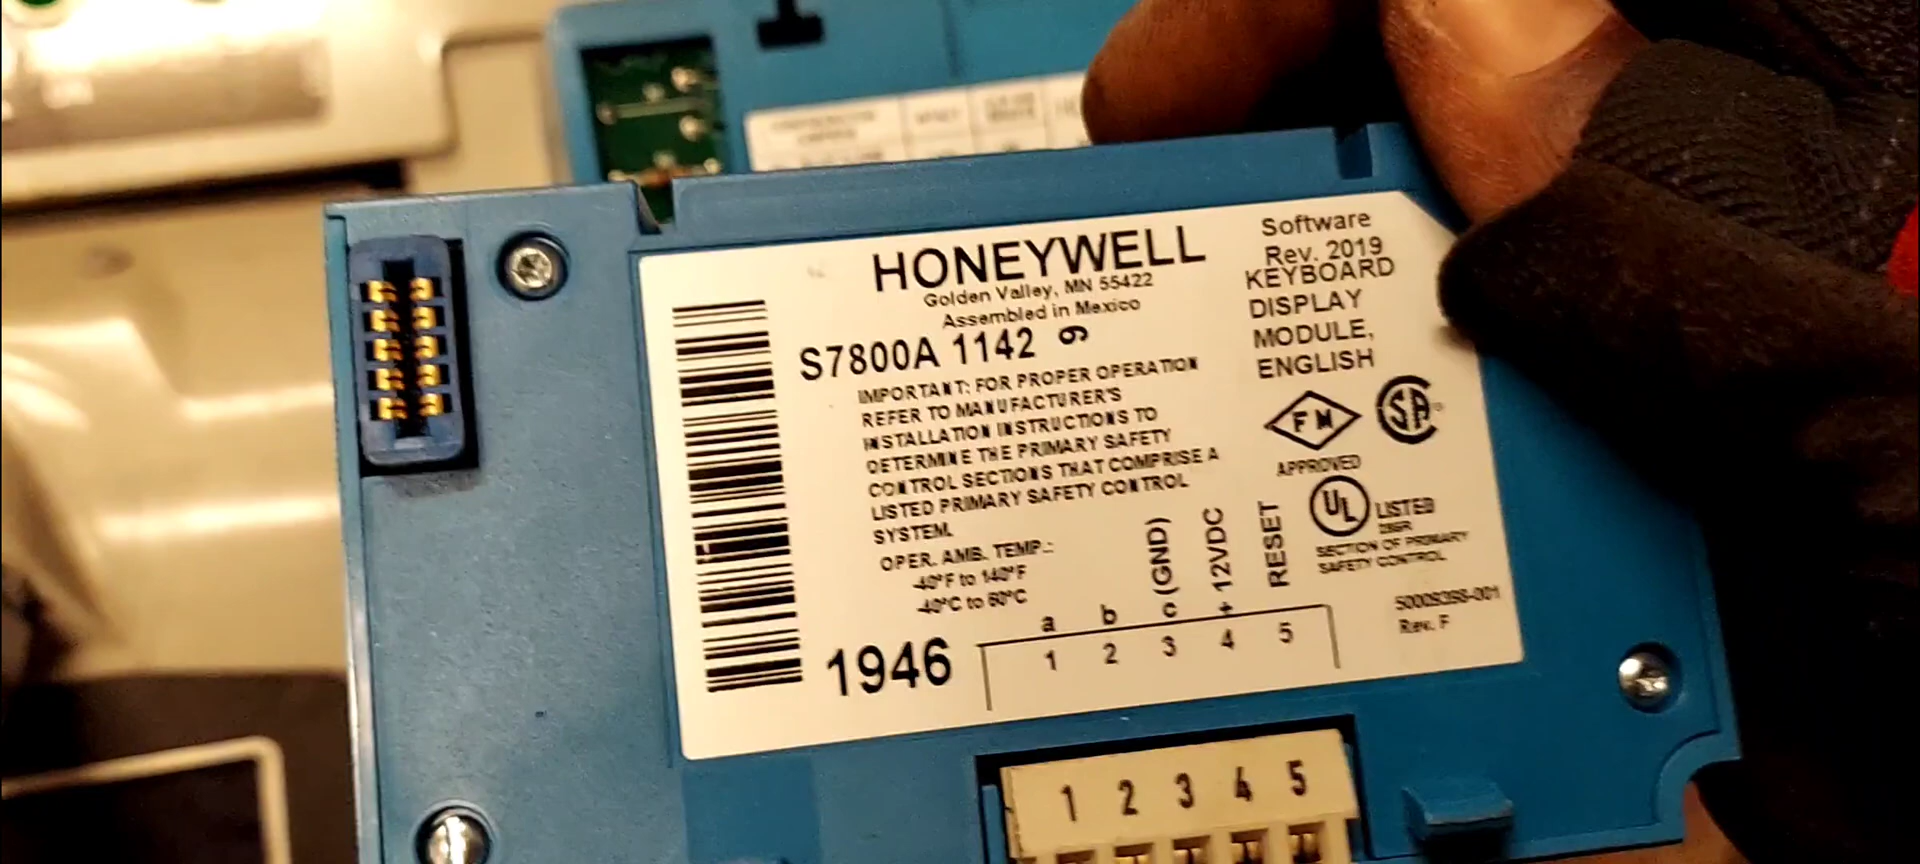 HONEYWELL
Golden Valley, MN 55422
Assembled in Mexico
S7800A 1142 9
IMPORTANT: FOR PROPER OPERATION
REFER TO MANUFACTURER'S
INSTALLATION INSTRUCTIONS TO
DETERMINE THE PRIMARY SAFETY
CONTROL SECTIONS THAT COMPRISE A
LISTED PRIMARY SAFETY CONTROL
SYSTEM.
OPER. AMB. TEMP.:
-40°F to 140°F
-40°C to 60°C
1946
Software
Rev. 2019
KEYBOARD
DISPLAY
MODULE,
ENGLISH
FM
APPROVED
SA
UL LISTED
SECTION OF PRIMARY
SAFETY CONTROL
Rev. F
a b c (GND) + 12VDC RESET
1 2 3 4 5
1 2 3 4 5